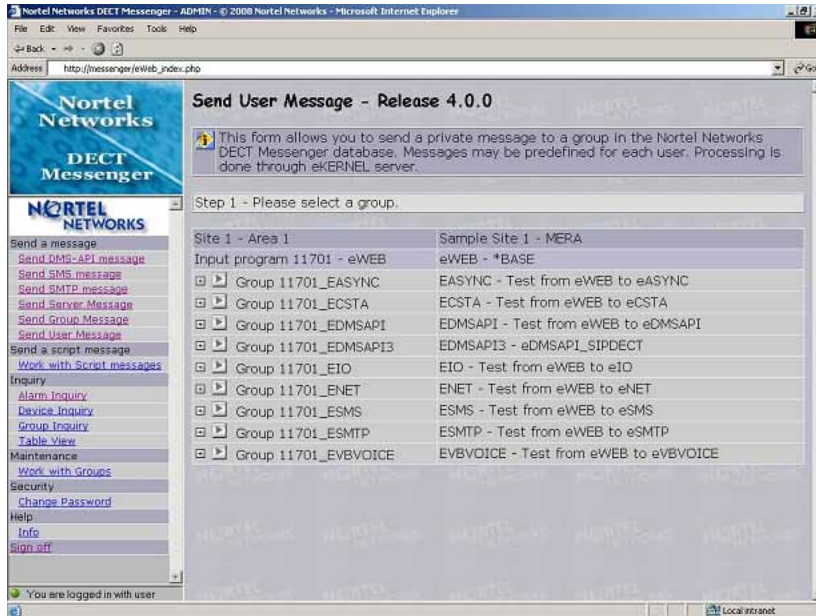 Nortel Networks DECT Messenger - ADMIN - © 2008 Nortel Networks - Microsoft Internet Explorer
File Edit View Favorites Tools Help
Back
Address http://messenger/eWeb_index.php Go
Nortel
Networks
DECT
Messenger
NORTEL
NETWORKS
Send a message
Send DMS-API message
Send SMS message
Send SMTP message
Send Server Message
Send Group Message
Send User Message
Send a script message
Work with Script messages
Inquiry
Alarm Inquiry
Device Inquiry
Group Inquiry
Table View
Maintenance
Work with Groups
Security
Change Password
Help
Info
Sign off
You are logged in with user
Send User Message - Release 4.0.0
This form allows you to send a private message to a group in the Nortel Networks
DECT Messenger database. Messages may be predefined for each user. Processing is
done through eKERNEL server.
Step 1 - Please select a group.
Site 1 - Area 1 Sample Site 1 - MERA
Input program 11701 - eWEB eWEB - *BASE
Group 11701_EASYNC EASYNC - Test from eWEB to eASYNC
Group 11701_ECSTA ECSTA - Test from eWEB to eCSTA
Group 11701_EDMSAPI EDMSAPI - Test from eWEB to eDMSAPI
Group 11701_EDMSAPI3 EDMSAPI3 - eDMSAPI_SIPDECT
Group 11701_EIO EIO - Test from eWEB to eIO
Group 11701_ENET ENET - Test from eWEB to eNET
Group 11701_ESMS ESMS - Test from eWEB to eSMS
Group 11701_ESMTP ESMTP - Test from eWEB to eSMTP
Group 11701_EVBVOICE EVBVOICE - Test from eWEB to eVBVOICE
Local intranet